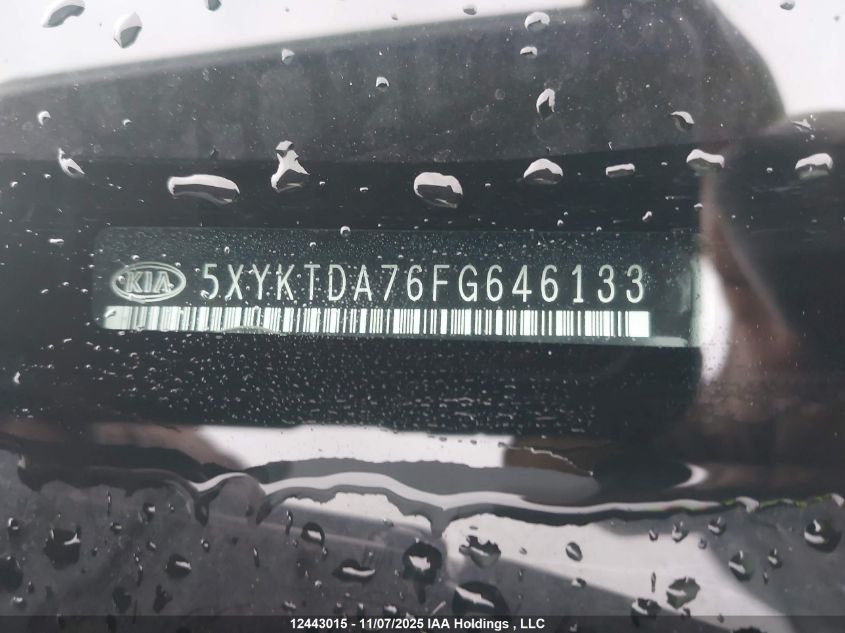 KIA 5XYKTDA76FG646133
12443015 - 11/07/2025 IAA Holdings , LLC